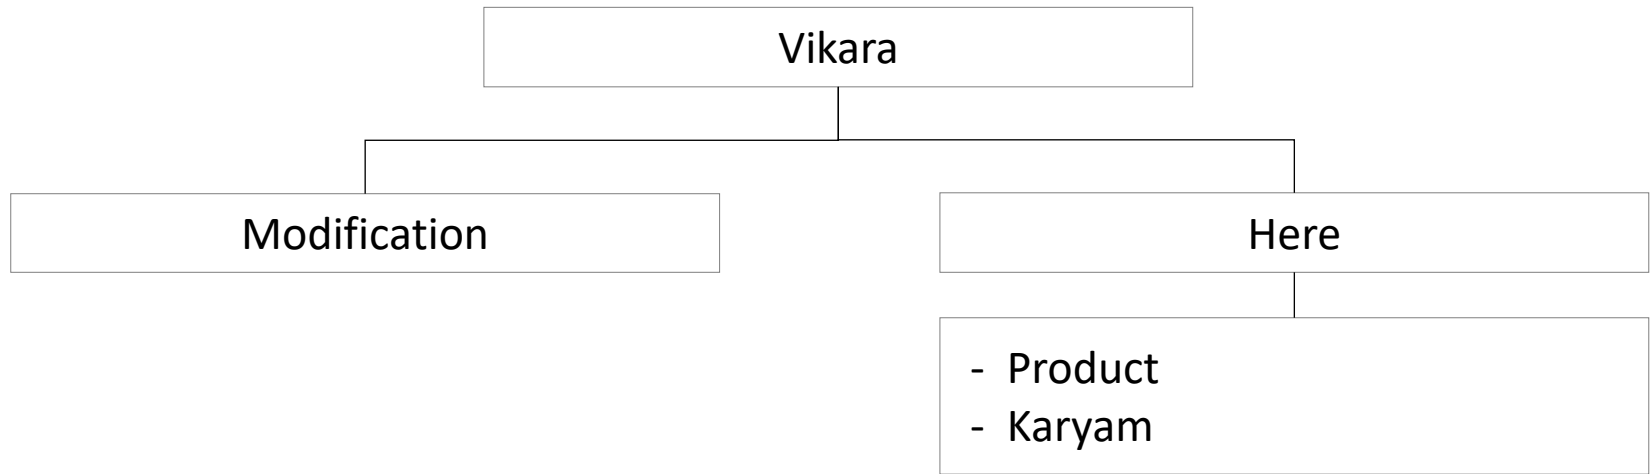 Vikara
Modification
Here
- Product
- Karyam